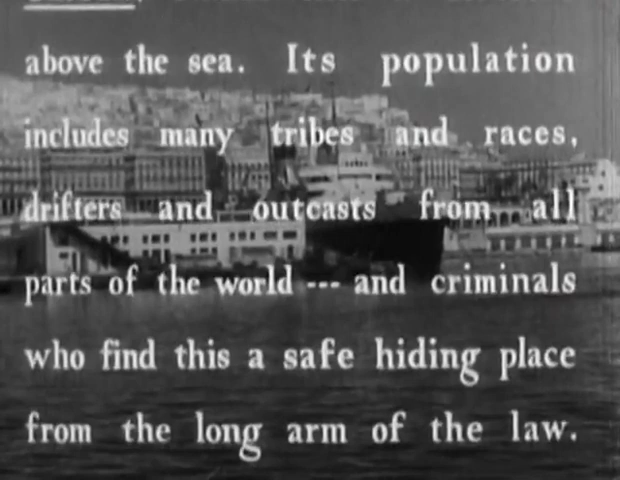 above the sea. Its population
includes many tribes and races,
drifters and outcasts from all
parts of the world --- and criminals
who find this a safe hiding place
from the long arm of the law.